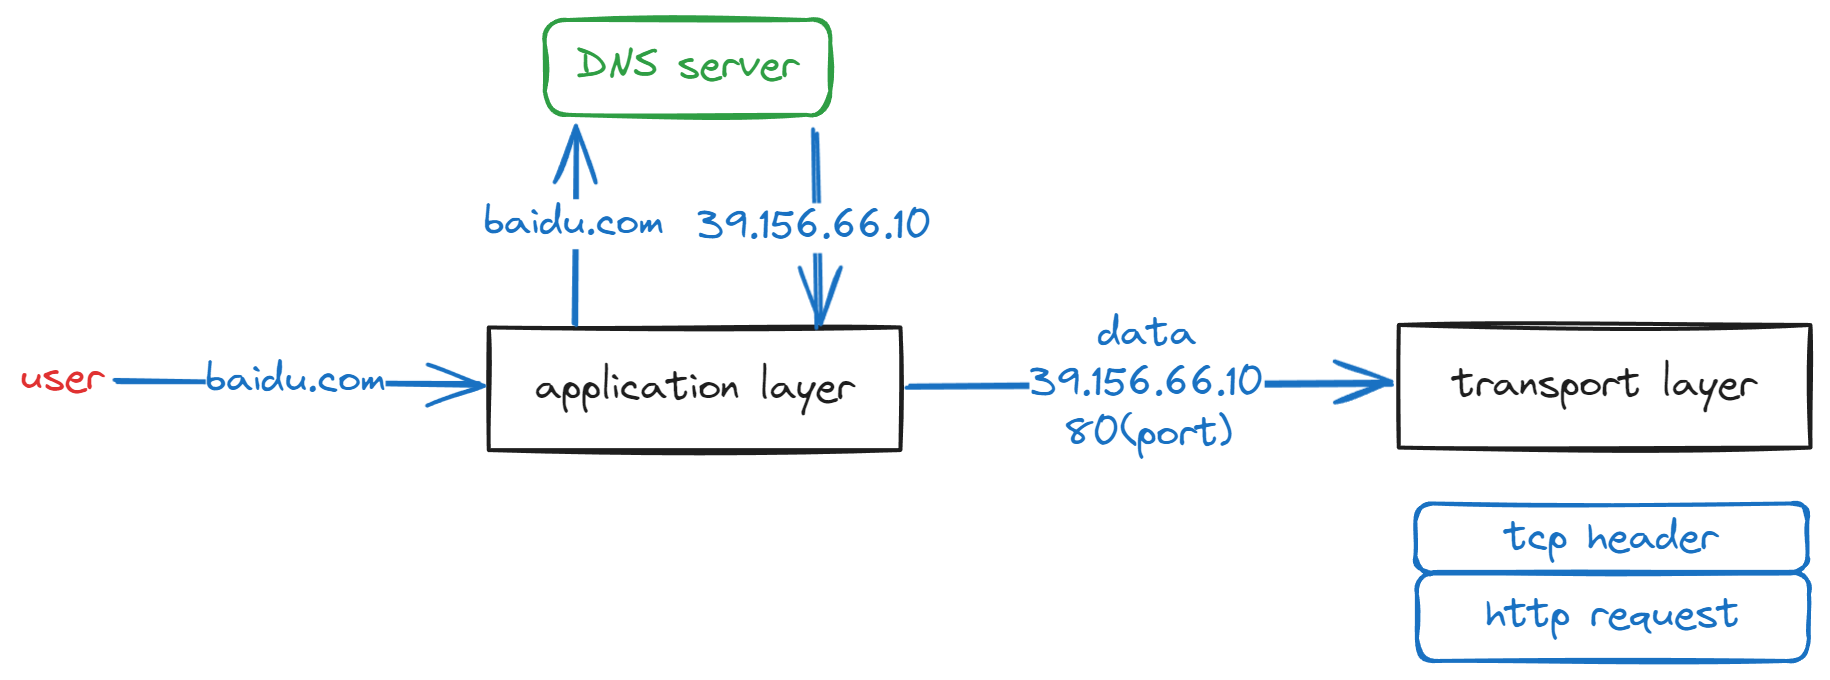 DNS server
baidu.com
39.156.66.10
user
baidu.com
application layer
data
39.156.66.10
80(port)
transport layer
tcp header
http request